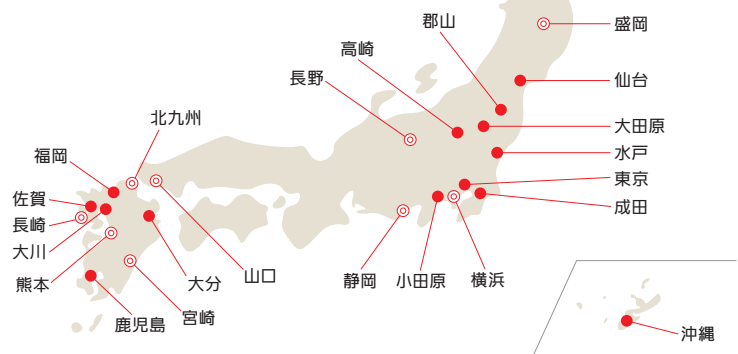 郡山
盛岡
高崎
長野
仙台
北九州
大田原
福岡
水戸
佐賀
東京
長崎
成田
大川
熊本
大分
山口
静岡
小田原
横浜
鹿児島
宮崎
沖縄